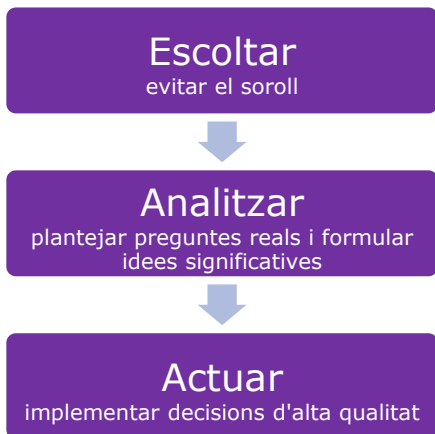 Escoltar
evitar el soroll
Analitzar
plantejar preguntes reals i formular
idees significatives
Actuar
implementar decisions d'alta qualitat